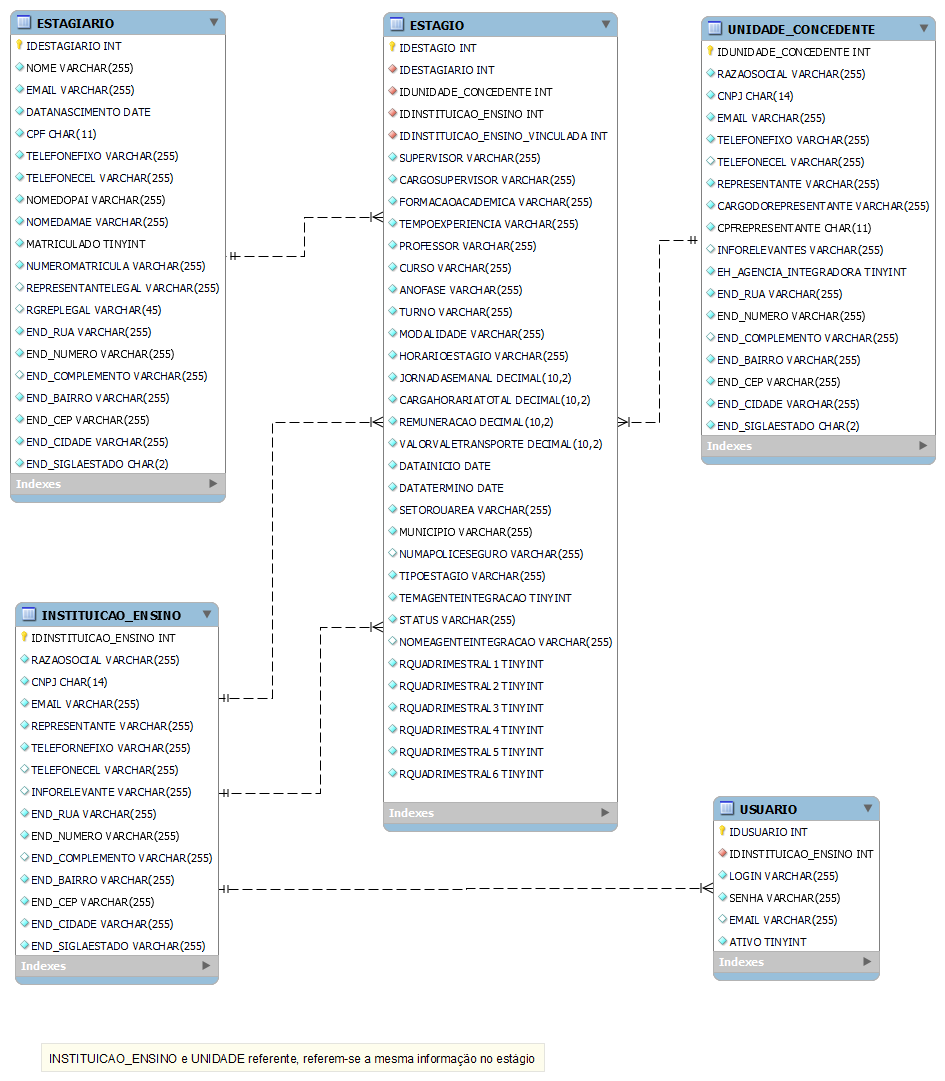 ESTAGIARIO
IDESTAGIARIO INT
NOME VARCHAR(255)
EMAIL VARCHAR(255)
DATANASCIMENTO DATE
CPF CHAR(11)
TELEFONEFIXO VARCHAR(255)
TELEFONECEL VARCHAR(255)
NOMEDOPAI VARCHAR(255)
NOMEDAMAE VARCHAR(255)
MATRICULADO TINYINT
NUMEROMATRICULA VARCHAR(255)
REPRESENTANTELEGAL VARCHAR(255)
RGREPLEGAL VARCHAR(45)
END_RUA VARCHAR(255)
END_NUMERO VARCHAR(255)
END_COMPLEMENTO VARCHAR(255)
END_BAIRRO VARCHAR(255)
END_CEP VARCHAR(255)
END_CIDADE VARCHAR(255)
END_SIGLAESTADO CHAR(2)
Indexes
ESTAGIO
IDESTAGIO INT
IDESTAGIARIO INT
IDUNIDADE_CONCEDENTE INT
IDINSTITUICAO_ENSINO INT
IDINSTITUICAO_ENSINO_VINCULADA INT
SUPERVISOR VARCHAR(255)
CARGOSUPERVISOR VARCHAR(255)
FORMACAOACADEMICA VARCHAR(255)
TEMPOEXPERIENCIA VARCHAR(255)
PROFESSOR VARCHAR(255)
CURSO VARCHAR(255)
ANOFASE VARCHAR(255)
TURNO VARCHAR(255)
MODALIDADE VARCHAR(255)
HORARIOESTAGIO VARCHAR(255)
JORNADASEMANAL DECIMAL(10,2)
CARGAHORARIATOTAL DECIMAL(10,2)
REMUNERACAO DECIMAL(10,2)
VALORVALETRANSPORTE DECIMAL(10,2)
DATAINICIO DATE
DATATERMINO DATE
SETOROUAREA VARCHAR(255)
MUNICIPIO VARCHAR(255)
NUMAPOLICESEGURO VARCHAR(255)
TIPOESTAGIO VARCHAR(255)
TEMAGENTEINTEGRACAO TINYINT
STATUS VARCHAR(255)
NOMEAGENTEINTEGRACAO VARCHAR(255)
RQUADRIMESTRAL1 TINYINT
RQUADRIMESTRAL2 TINYINT
RQUADRIMESTRAL3 TINYINT
RQUADRIMESTRAL4 TINYINT
RQUADRIMESTRAL5 TINYINT
RQUADRIMESTRAL6 TINYINT
Indexes
UNIDADE_CONCEDENTE
IDUNIDADE_CONCEDENTE INT
RAZAOSOCIAL VARCHAR(255)
CNPJ CHAR(14)
EMAIL VARCHAR(255)
TELEFONEFIXO VARCHAR(255)
TELEFONECEL VARCHAR(255)
REPRESENTANTE VARCHAR(255)
CARGODOREPRESENTANTE VARCHAR(255)
CPFREPRESENTANTE CHAR(11)
INFORELEVANTES VARCHAR(255)
EH_AGENCIA_INTEGRADORA TINYINT
END_RUA VARCHAR(255)
END_NUMERO VARCHAR(255)
END_COMPLEMENTO VARCHAR(255)
END_BAIRRO VARCHAR(255)
END_CEP VARCHAR(255)
END_CIDADE VARCHAR(255)
END_SIGLAESTADO CHAR(2)
Indexes
INSTITUICAO_ENSINO
IDINSTITUICAO_ENSINO INT
RAZAOSOCIAL VARCHAR(255)
CNPJ CHAR(14)
EMAIL VARCHAR(255)
REPRESENTANTE VARCHAR(255)
TELEFORNEFIXO VARCHAR(255)
TELEFONECEL VARCHAR(255)
INFORELEVANTE VARCHAR(255)
END_RUA VARCHAR(255)
END_NUMERO VARCHAR(255)
END_COMPLEMENTO VARCHAR(255)
END_BAIRRO VARCHAR(255)
END_CEP VARCHAR(255)
END_CIDADE VARCHAR(255)
END_SIGLAESTADO VARCHAR(255)
Indexes
USUARIO
IDUSUARIO INT
IDINSTITUICAO_ENSINO INT
LOGIN VARCHAR(255)
SENHA VARCHAR(255)
EMAIL VARCHAR(255)
ATIVO TINYINT
Indexes
INSTITUICAO_ENSINO e UNIDADE referente, referem-se a mesma informação no estágio